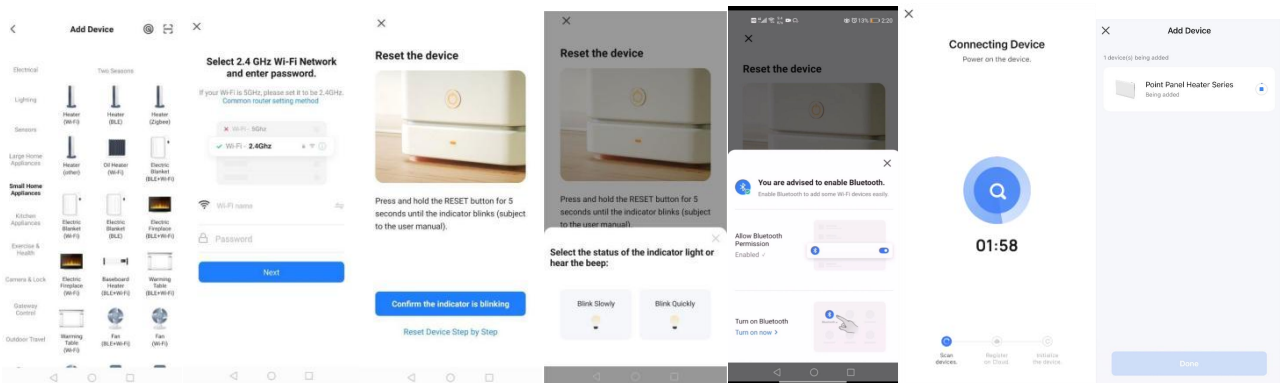 Add Device
Electrical
Two Seasons
Lighting
Heater
(Wi-Fi)
Heater
(BLE)
Heater
(Zigbee)
Sensors
Large Home
Appliances
Heater
(other)
Oil Heater
(Wi-Fi)
Electric
Blanket
(BLE+Wi-Fi)
Small Home
Appliances
Kitchen
Appliances
Electric
Blanket
(Wi-Fi)
Electric
Blanket
(BLE)
Electric
Fireplace
(BLE+Wi-Fi)
Exercise &
Health
Camera & Lock
Electric
Fireplace
(Wi-Fi)
Baseboard
Heater
(BLE+Wi-Fi)
Warming
Table
(BLE+Wi-Fi)
Gateway
Control
Outdoor Travel
Warming
Table
(Wi-Fi)
Fan
(BLE+Wi-Fi)
Fan
(Wi-Fi)
Select 2.4 GHz Wi-Fi Network
and enter password.
If your Wi-Fi is 5GHz, please set it to be 2.4GHz.
Common router setting method
Wi-Fi - 5Ghz
Wi-Fi - 2.4Ghz
Wi-Fi name
Password
Next
Reset the device
Press and hold the RESET button for 5
seconds until the indicator blinks (subject
to the user manual).
Confirm the indicator is blinking
Reset Device Step by Step
Reset the device
Press and hold the RESET button for 5
seconds until the indicator blinks (subject
to the user manual).
Select the status of the indicator light or
hear the beep:
Blink Slowly
Blink Quickly
13%
2:20
Reset the device
You are advised to enable Bluetooth.
Enable Bluetooth to add some Wi-Fi devices easily.
Allow Bluetooth
Permission
Enabled
Turn on Bluetooth
Turn on now >
Connecting Device
Power on the device.
01:58
Scan
devices.
Register
on Cloud.
Initialize
the device.
Add Device
1 device(s) being added
Point Panel Heater Series
Being added
Done